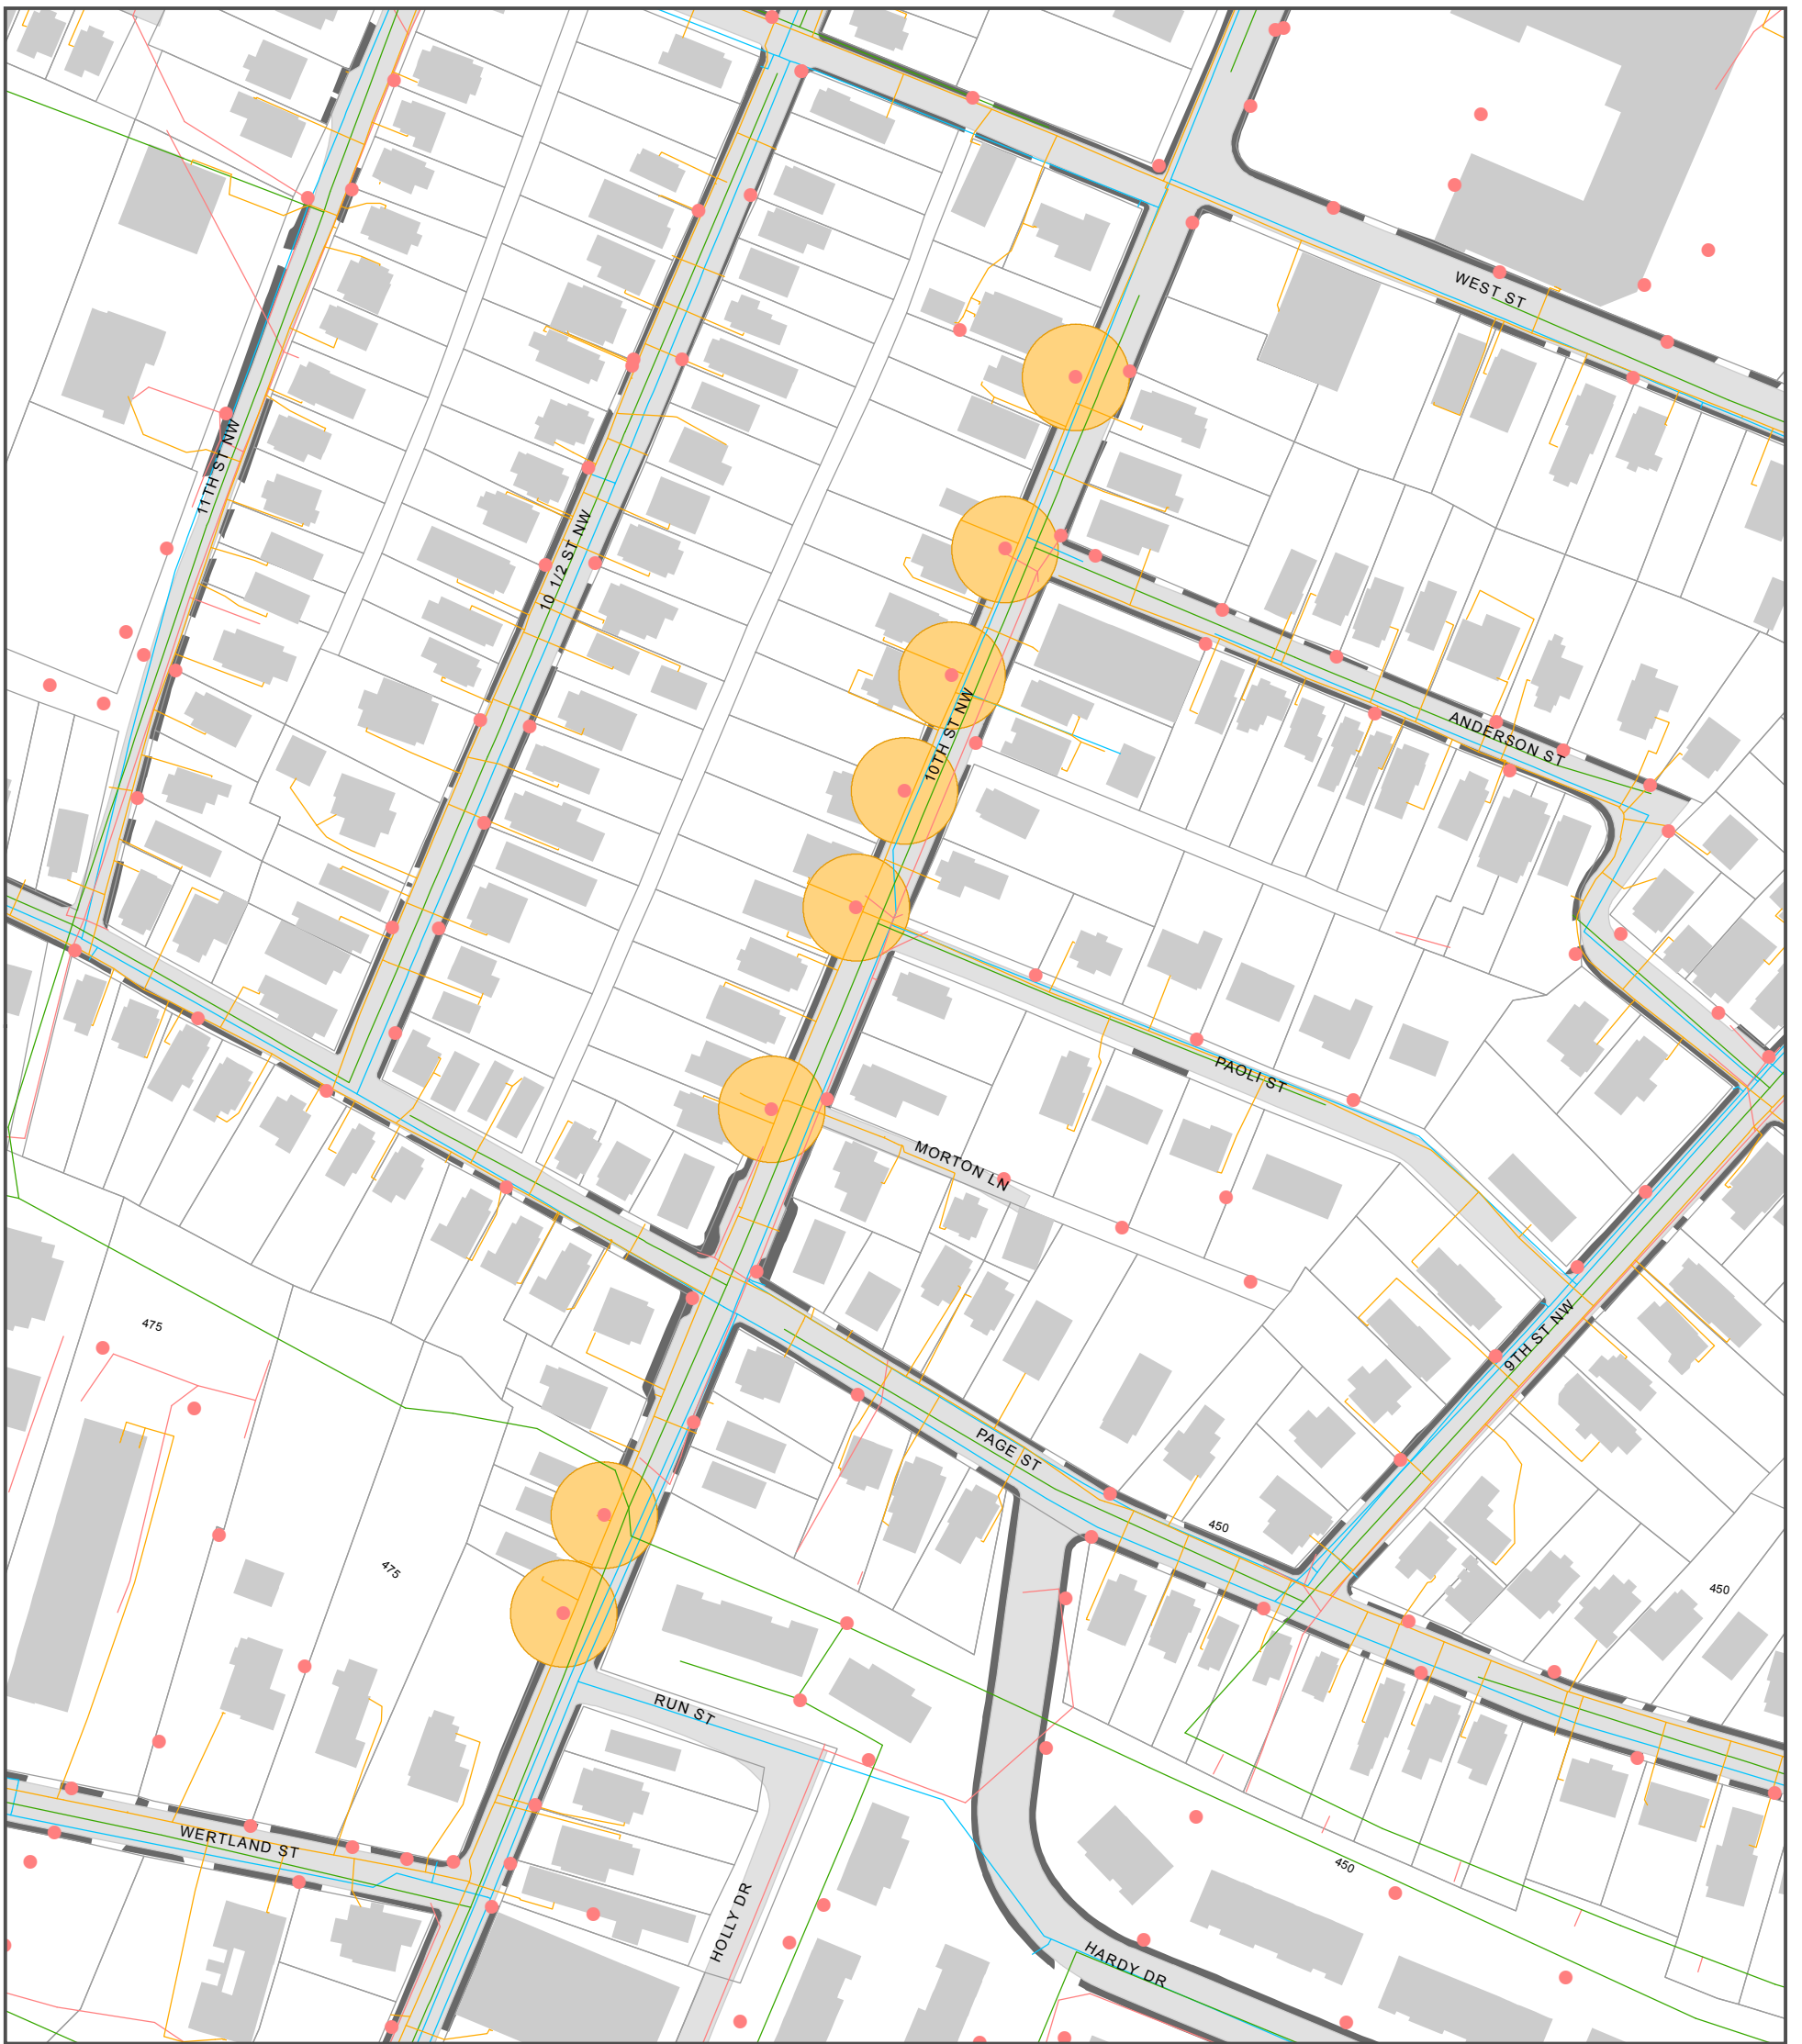 WEST ST
11TH ST NW
10 1/2 ST NW
10TH ST NW
ANDERSON ST
PAOLI ST
MORTON LN
475
9TH ST NW
PAGE ST
450
475
450
RUN ST
WERTLAND ST
450
HOLLY DR
HARDY DR